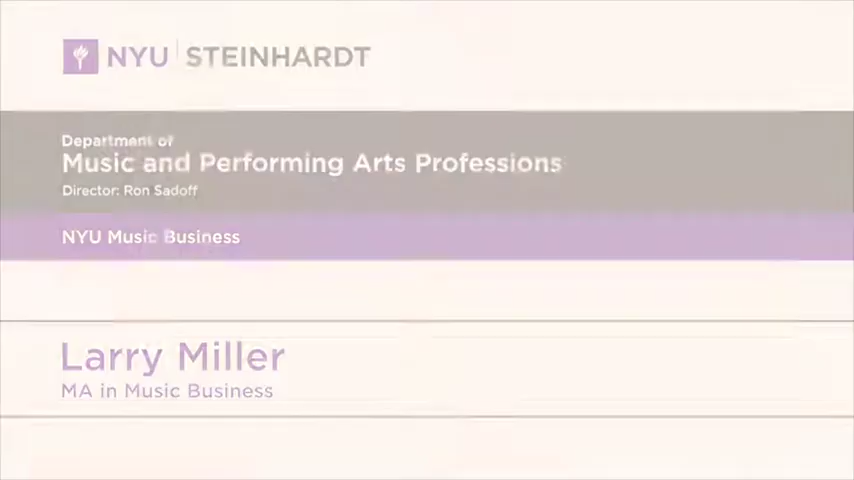 NYU STEINHARDT
Department of
Music and Performing Arts Professions
Director: Ron Sadoff
NYU Music Business
Larry Miller
MA in Music Business